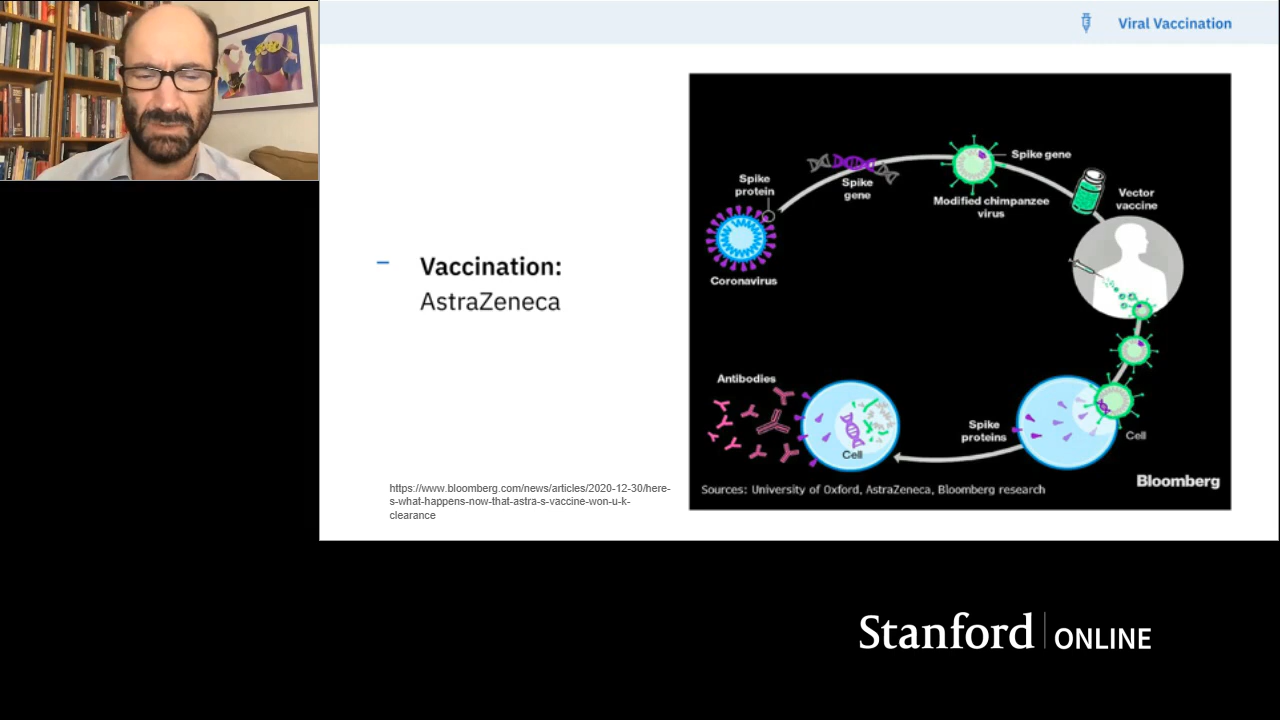 Viral Vaccination
– Vaccination:
AstraZeneca
https://www.bloomberg.com/news/articles/2020-12-30/here-
s-what-happens-now-that-astra-s-vaccine-won-u-k-
clearance
Spike
protein
Coronavirus
Spike
gene
Spike gene
Modified chimpanzee
virus
Vector
vaccine
Cell
Spike
proteins
Cell
Antibodies
Sources: University of Oxford, AstraZeneca, Bloomberg research
Bloomberg
Stanford ONLINE